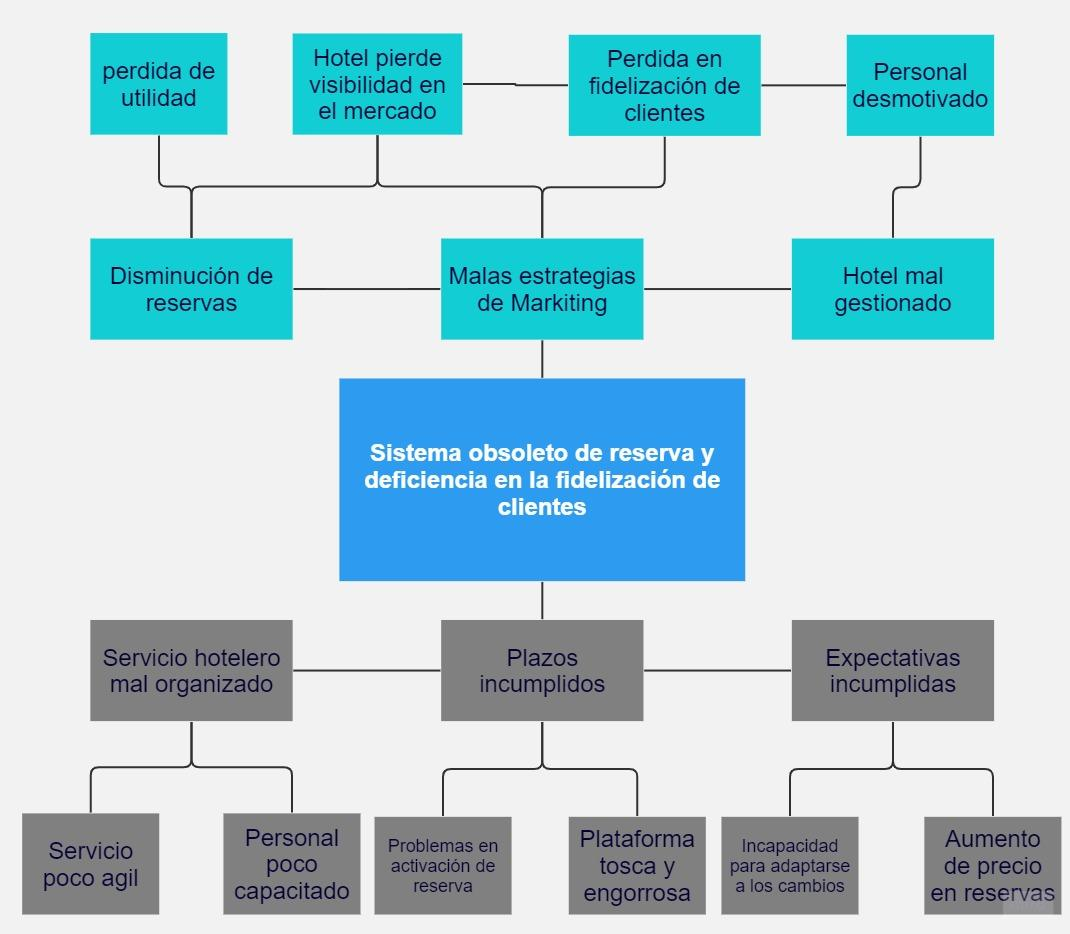 perdida de
utilidad
Hotel pierde
visibilidad en
el mercado
Perdida en
fidelización de
clientes
Personal
desmotivado
Disminución de
reservas
Malas estrategias
de Markiting
Hotel mal
gestionado
Sistema obsoleto de reserva y
deficiencia en la fidelización de
clientes
Servicio hotelero
mal organizado
Plazos
incumplidos
Expectativas
incumplidas
Servicio
poco agil
Personal
poco
capacitado
Problemas en
activación de
reserva
Plataforma
tosca y
engorrosa
Incapacidad
para adaptarse
a los cambios
Aumento
de precio
en reservas